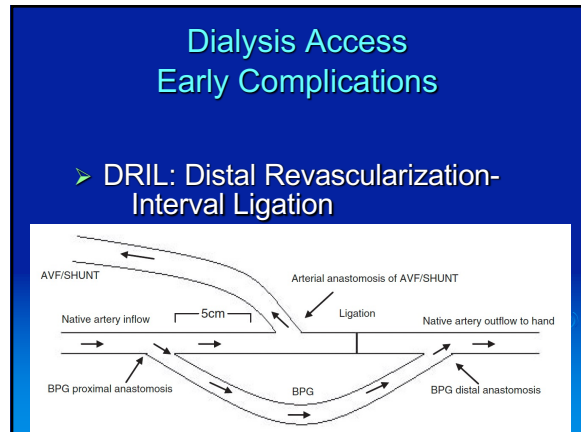 Dialysis Access
Early Complications
➢ DRIL: Distal Revascularization-
Interval Ligation
AVF/SHUNT
Arterial anastomosis of AVF/SHUNT
Native artery inflow
5cm
Ligation
Native artery outflow to hand
BPG proximal anastomosis
BPG
BPG distal anastomosis